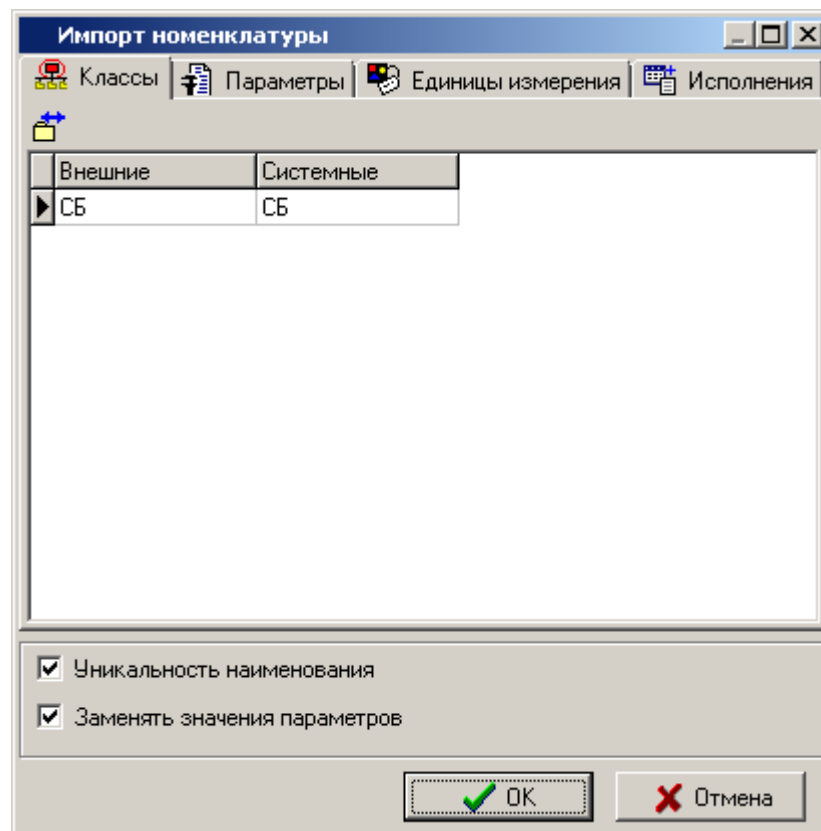 Импорт номенклатуры
Классы Параметры Единицы измерения Исполнения
Внешние Системные
СБ СБ
Уникальность наименования
Заменять значения параметров
OK Отмена